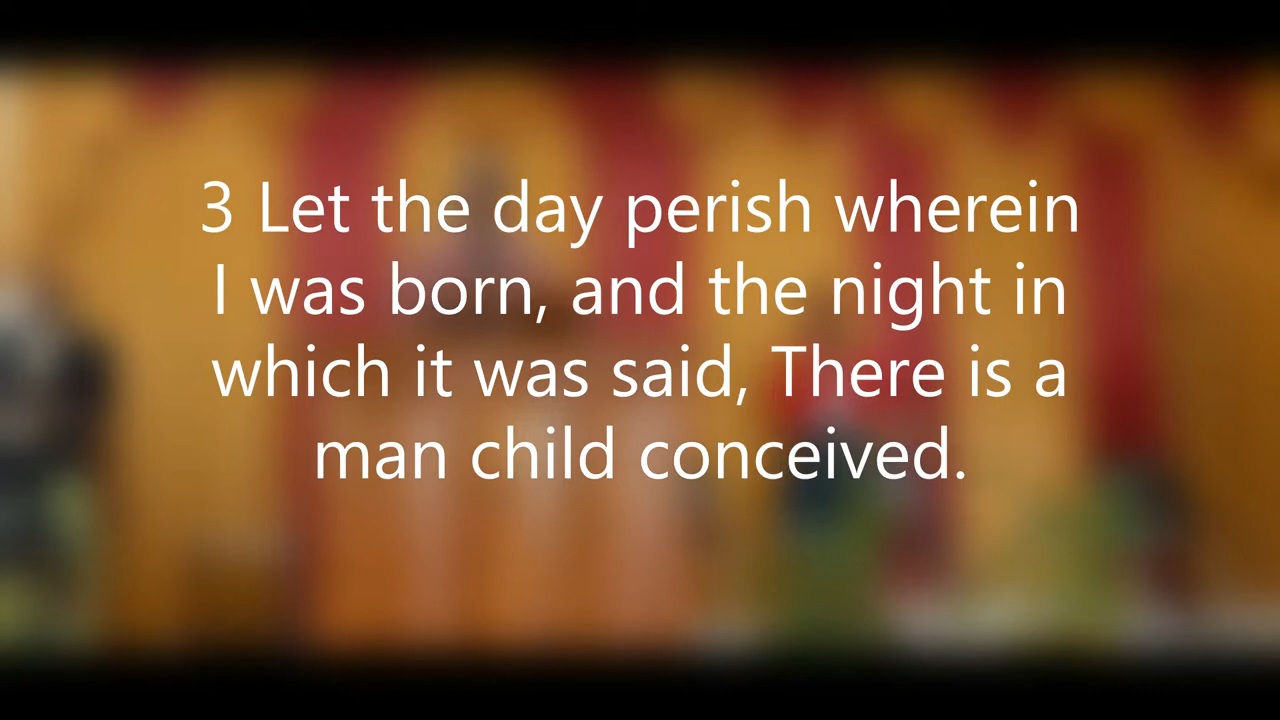 3 Let the day perish wherein
I was born, and the night in
which it was said, There is a
man child conceived.